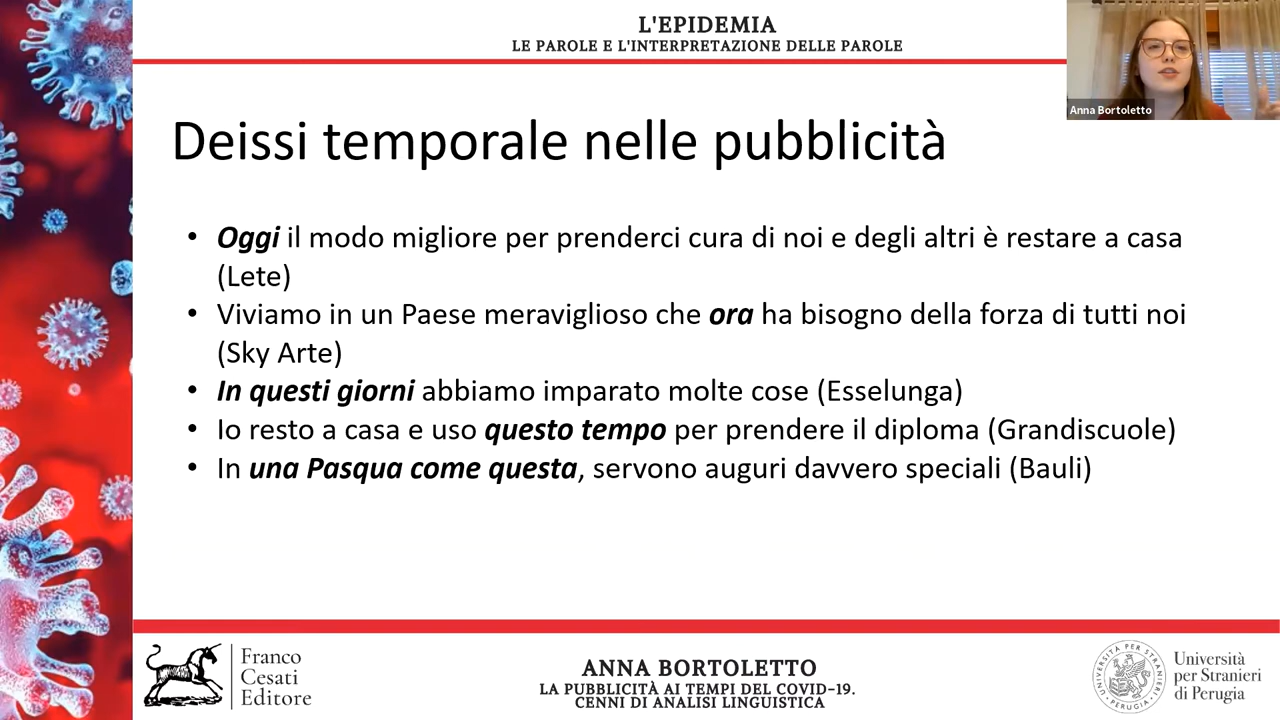 L'EPIDEMIA
LE PAROLE E L'INTERPRETAZIONE DELLE PAROLE
Anna Bortoletto
Deissi temporale nelle pubblicità
• Oggi il modo migliore per prenderci cura di noi e degli altri è restare a casa
(Lete)
• Viviamo in un Paese meraviglioso che ora ha bisogno della forza di tutti noi
(Sky Arte)
• In questi giorni abbiamo imparato molte cose (Esselunga)
• Io resto a casa e uso questo tempo per prendere il diploma (Grandiscuole)
• In una Pasqua come questa, servono auguri davvero speciali (Bauli)
Franco
Cesati
Editore
ANNA BORTOLETTO
LA PUBBLICITÀ AI TEMPI DEL COVID-19.
CENNI DI ANALISI LINGUISTICA
UNIVERSITÀ PER STRANIERI
PERUGIA
Università
per Stranieri
di Perugia